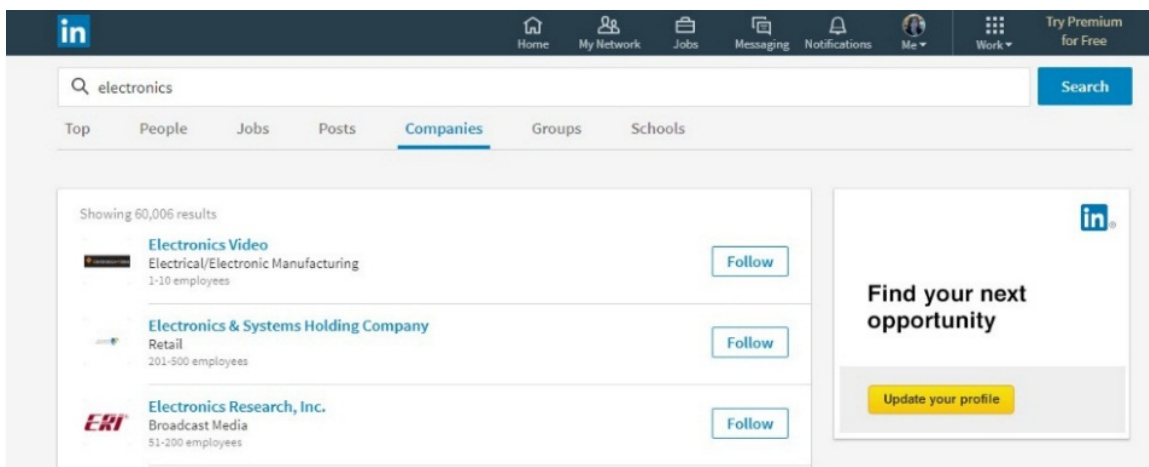 in
Home
My Network
Jobs
Messaging
Notifications
Me
Work
Try Premium
for Free
electronics
Search
Top
People
Jobs
Posts
Companies
Groups
Schools
Showing 60,006 results
Electronics Video
Electrical/Electronic Manufacturing
1-10 employees
Follow
Electronics & Systems Holding Company
Retail
201-500 employees
Follow
ERI
Electronics Research, Inc.
Broadcast Media
51-200 employees
Follow
in®
Find your next
opportunity
Update your profile